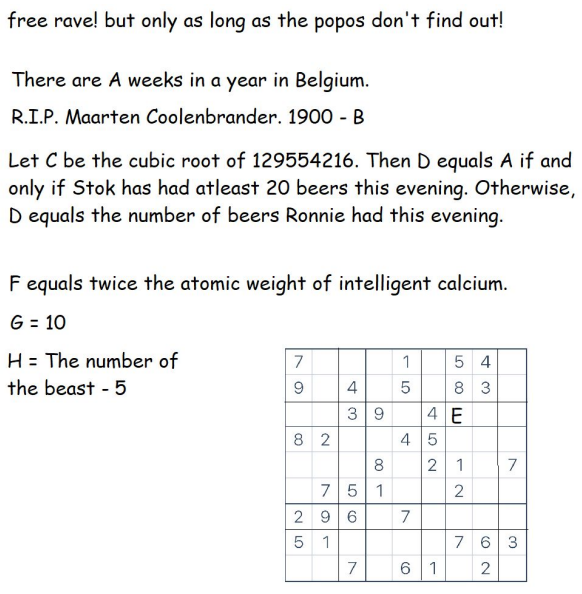 free rave! but only as long as the popos don't find out!
There are A weeks in a year in Belgium.
R.I.P. Maarten Coolenbrander. 1900 - B
Let C be the cubic root of 129554216. Then D equals A if and
only if Stok has had atleast 20 beers this evening. Otherwise,
D equals the number of beers Ronnie had this evening.
F equals twice the atomic weight of intelligent calcium.
G = 10
H = The number of
the beast - 5
7 1 5 4
9 4 5 8 3
3 9 4 E
8 2 4 5
8 2 1 7
7 5 1 2
2 9 6 7
5 1 7 6 3
7 6 1 2